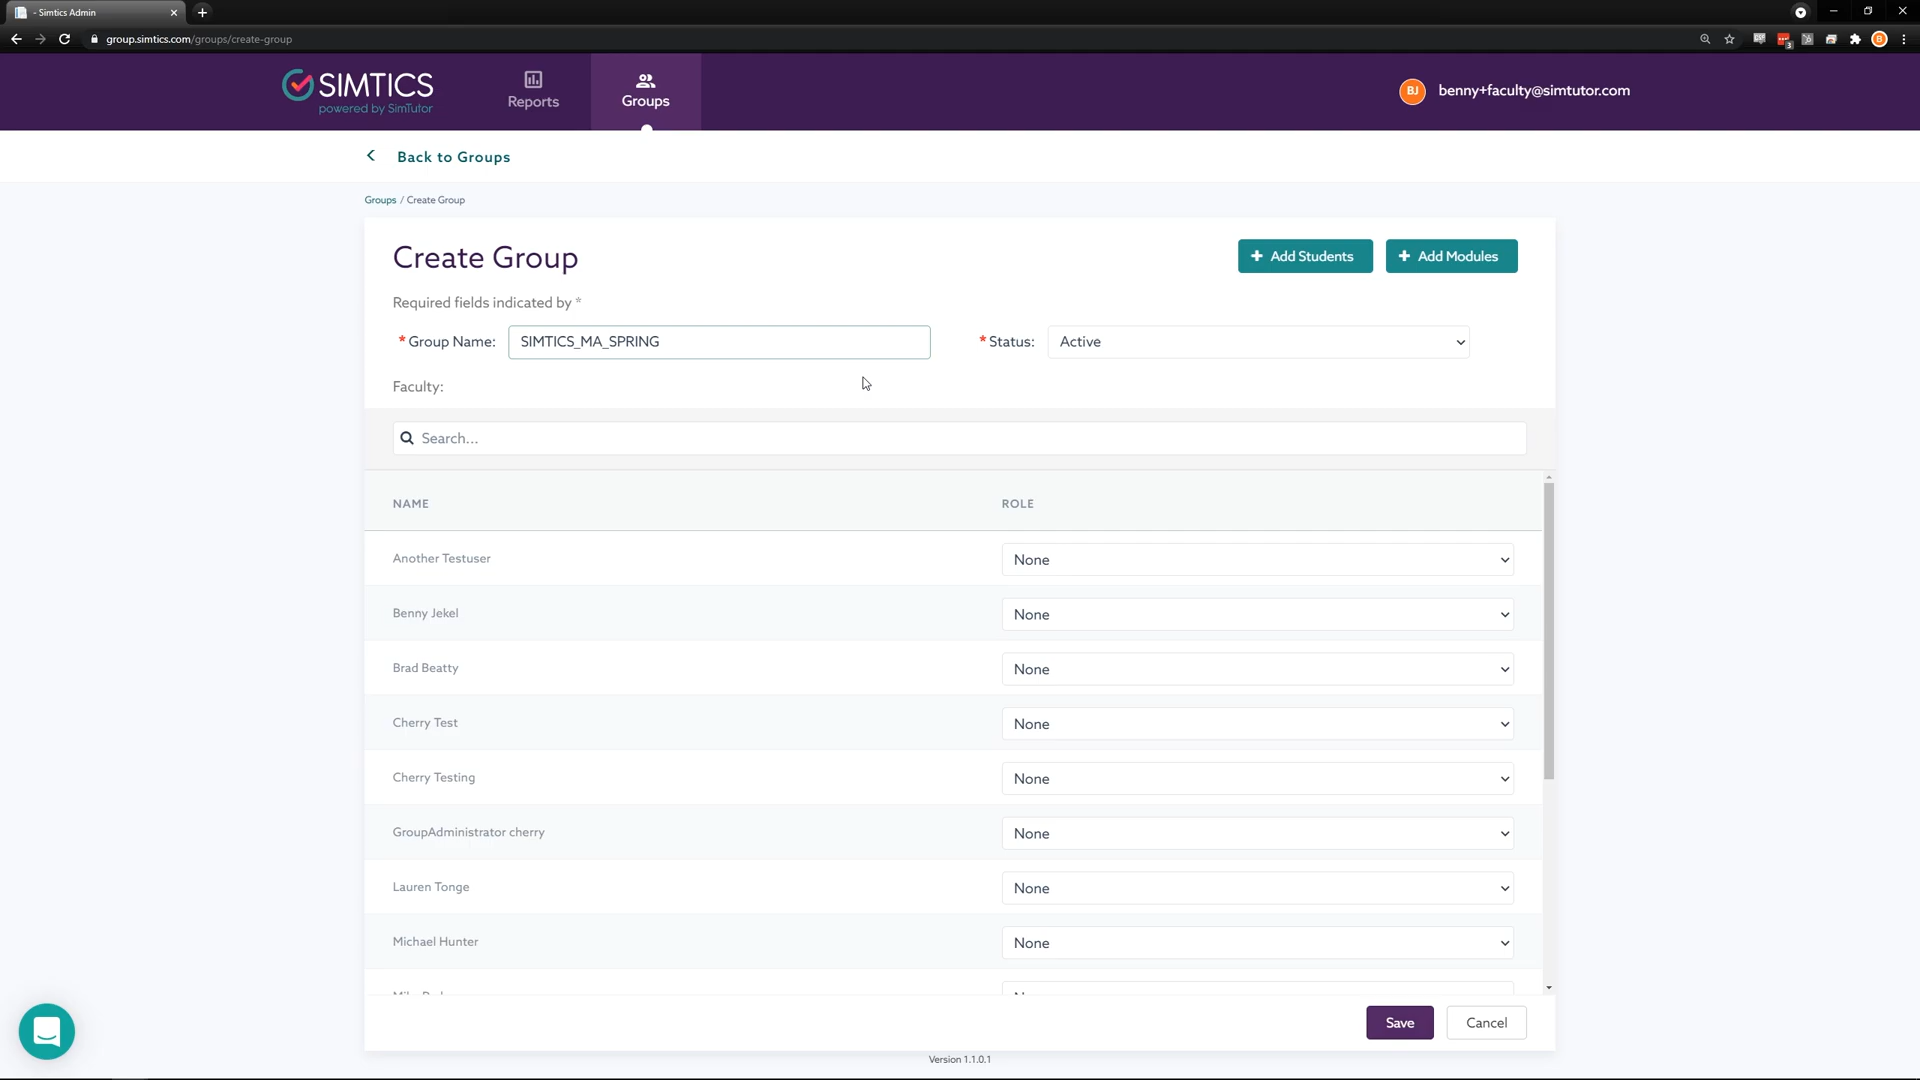 - Simtics Admin
group.simtics.com/groups/create-group
3
B
SIMTICS
powered by SimTutor
Reports
Groups
BJ
benny+faculty@simtutor.com
Back to Groups
Groups / Create Group
Create Group
+ Add Students
+ Add Modules
Required fields indicated by *
* Group Name:
SIMTICS_MA_SPRING
* Status:
Active
Faculty:
Search...
NAME
ROLE
Another Testuser
None
Benny Jekel
None
Brad Beatty
None
Cherry Test
None
Cherry Testing
None
GroupAdministrator cherry
None
Lauren Tonge
None
Michael Hunter
None
Save
Cancel
Version 1.1.0.1